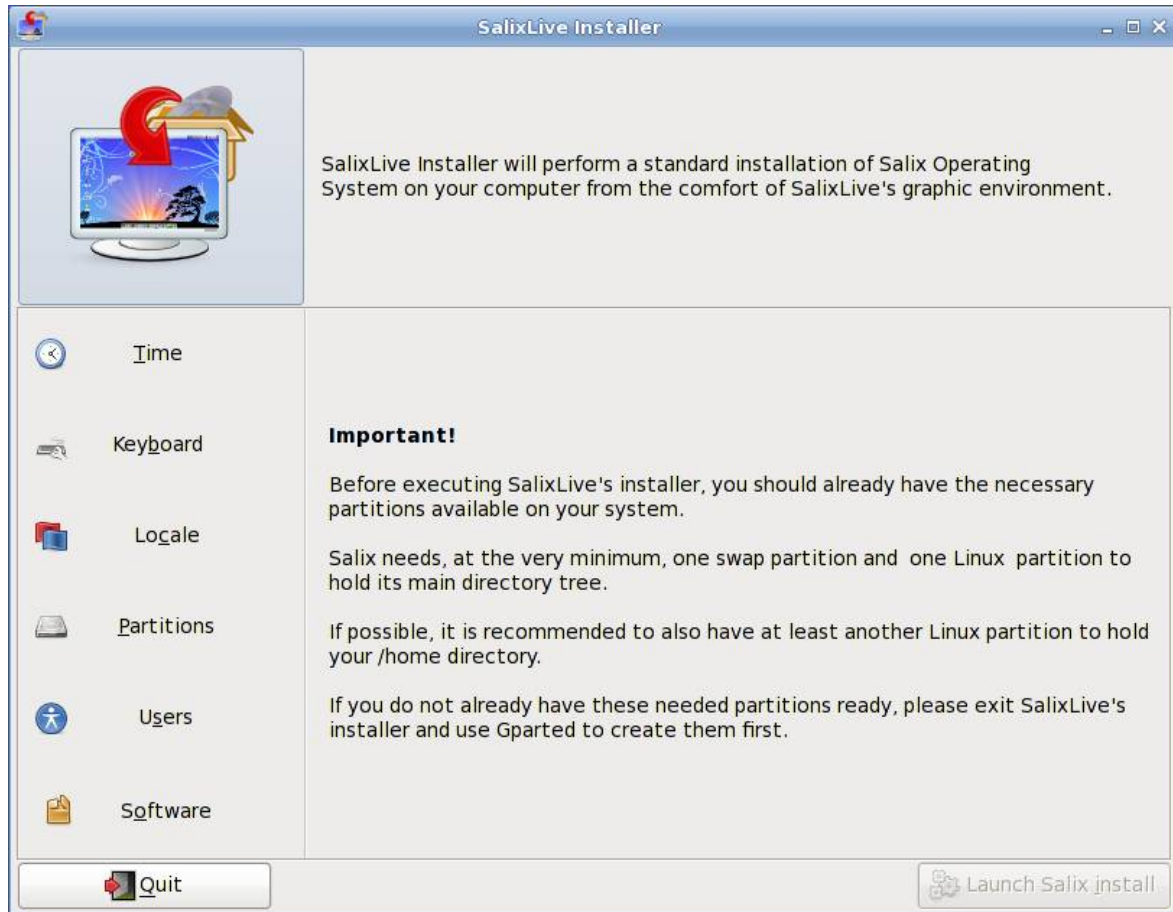 SalixLive Installer
SalixLive Installer will perform a standard installation of Salix Operating
System on your computer from the comfort of SalixLive's graphic environment.
Time
Keyboard
Locale
Partitions
Users
Software
Important!
Before executing SalixLive's installer, you should already have the necessary
partitions available on your system.
Salix needs, at the very minimum, one swap partition and  one Linux  partition to
hold its main directory tree.
If possible, it is recommended to also have at least another Linux partition to hold
your /home directory.
If you do not already have these needed partitions ready, please exit SalixLive's
installer and use Gparted to create them first.
Quit
Launch Salix install